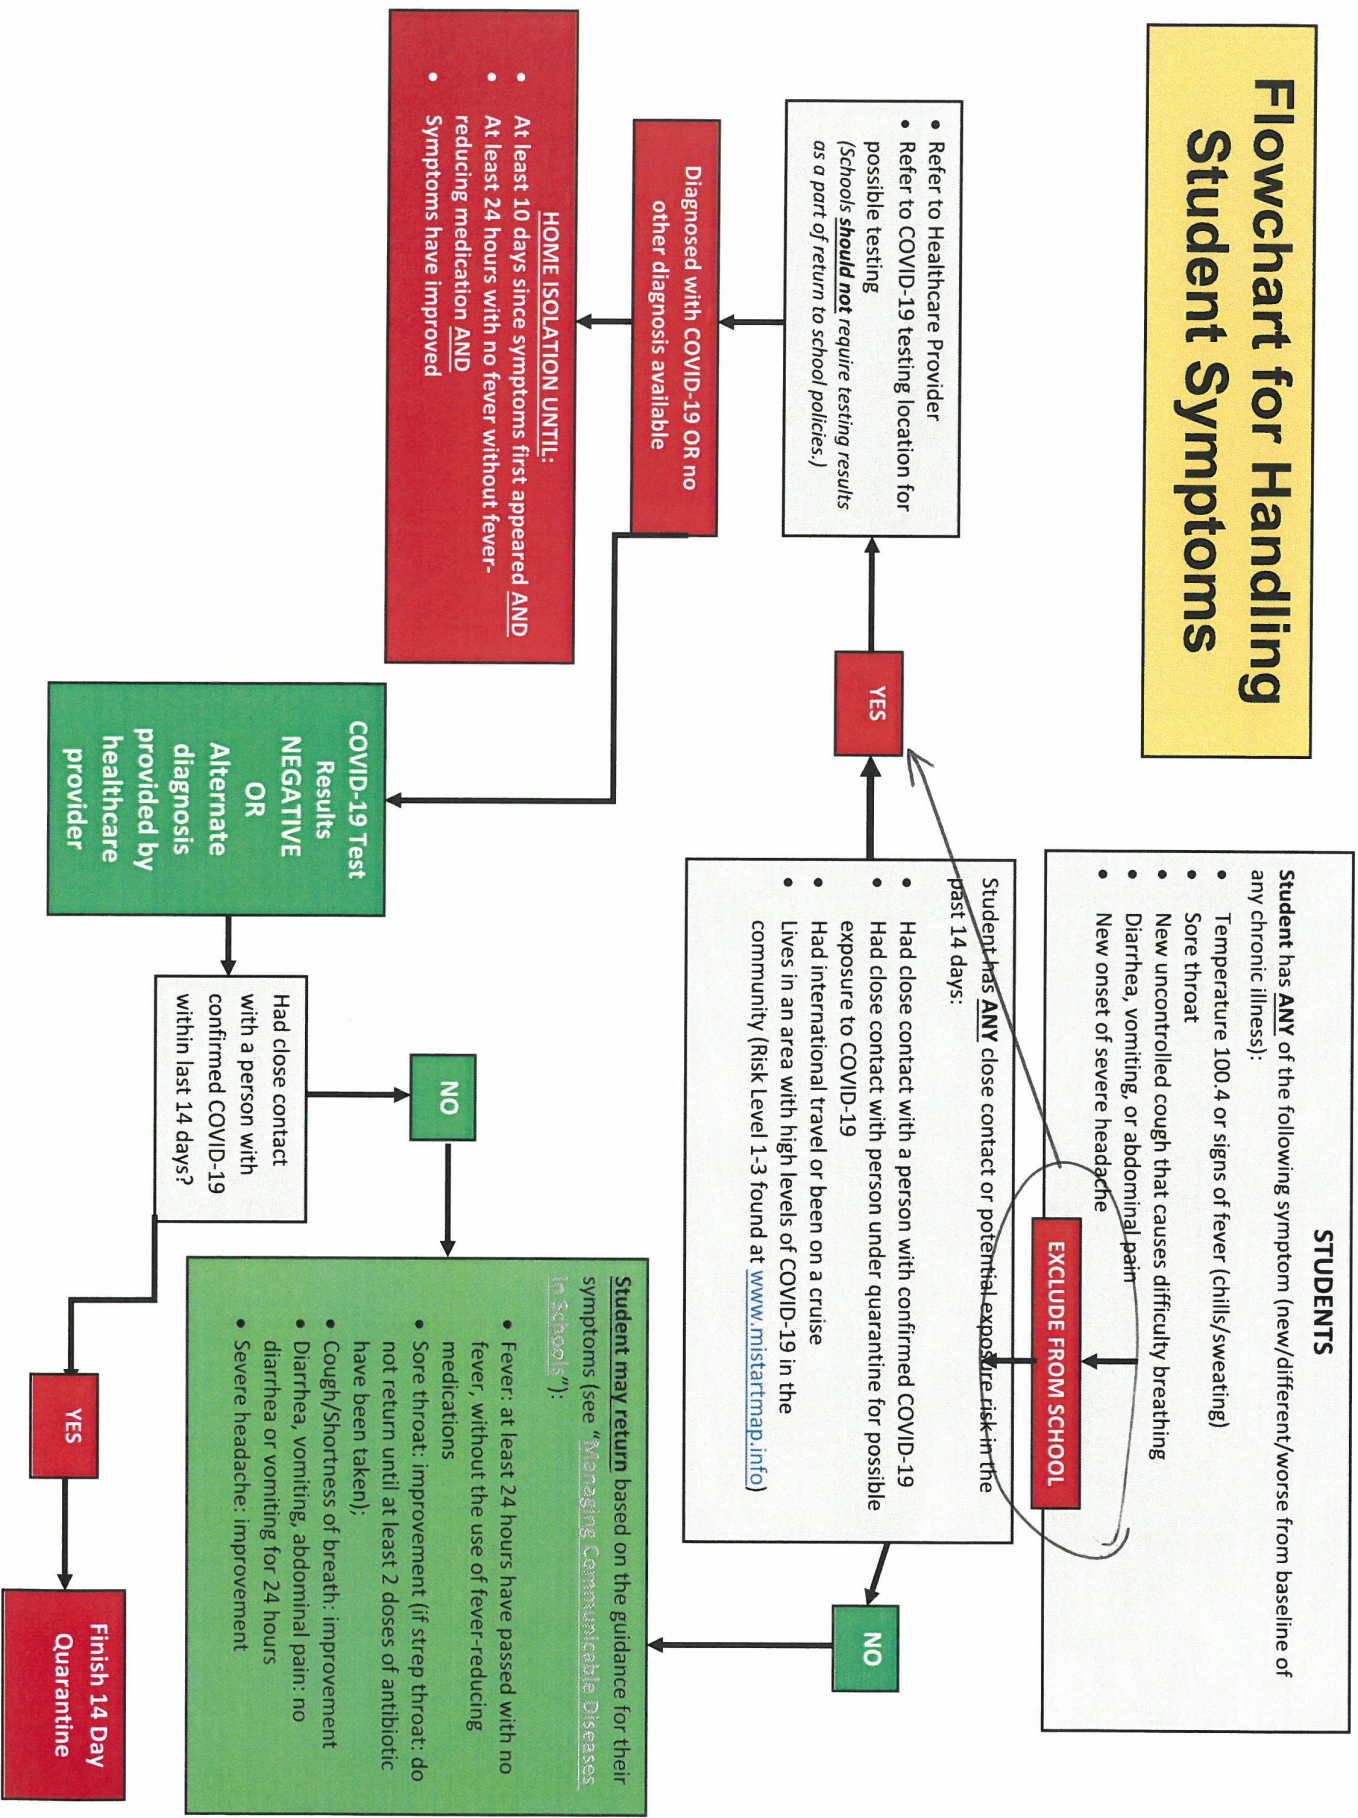 Flowchart for Handling
Student Symptoms
STUDENTS
Student has ANY of the following symptom (new/different/worse from baseline of
any chronic illness):
• Temperature 100.4 or signs of fever (chills/sweating)
• Sore throat
• New uncontrolled cough that causes difficulty breathing
• Diarrhea, vomiting, or abdominal pain
• New onset of severe headache
EXCLUDE FROM SCHOOL
Student has ANY close contact or potential exposure risk in the
past 14 days:
• Had close contact with a person with confirmed COVID-19
• Had close contact with person under quarantine for possible
exposure to COVID-19
• Had international travel or been on a cruise
• Lives in an area with high levels of COVID-19 in the
community (Risk Level 1-3 found at www.mistartmap.info)
YES
NO
• Refer to Healthcare Provider
• Refer to COVID-19 testing location for
possible testing
(Schools should not require testing results
as a part of return to school policies.)
Diagnosed with COVID-19 OR no
other diagnosis available
HOME ISOLATION UNTIL:
• At least 10 days since symptoms first appeared AND
• At least 24 hours with no fever without fever-
reducing medication AND
• Symptoms have improved
COVID-19 Test
Results
NEGATIVE
OR
Alternate
diagnosis
provided by
healthcare
provider
Had close contact
with a person with
confirmed COVID-19
within last 14 days?
NO
Student may return based on the guidance for their
symptoms (see “Managing Communicable Diseases
in Schools”):
• Fever: at least 24 hours have passed with no
fever, without the use of fever-reducing
medications
• Sore throat: improvement (if strep throat: do
not return until at least 2 doses of antibiotic
have been taken);
• Cough/Shortness of breath: improvement
• Diarrhea, vomiting, abdominal pain: no
diarrhea or vomiting for 24 hours
• Severe headache: improvement
YES
Finish 14 Day
Quarantine